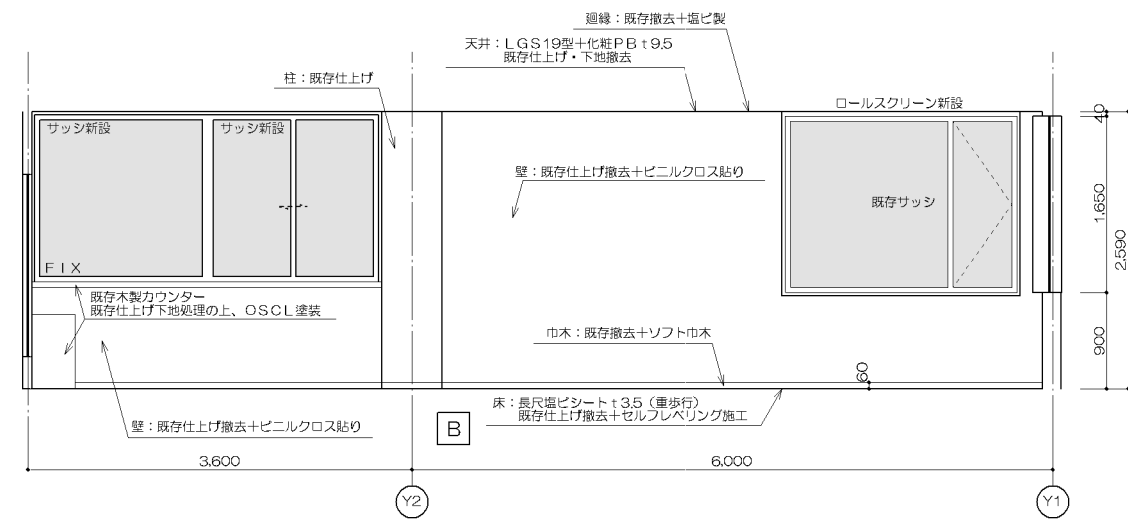 廻縁：既存撤去＋塩ビ製
天井：ＬＧＳ19型＋化粧ＰＢｔ9.5
既存仕上げ・下地撤去
柱：既存仕上げ
ロールスクリーン新設
サッシ新設
サッシ新設
40
壁：既存仕上げ撤去＋ビニルクロス貼り
既存サッシ
1,650
2,590
ＦＩＸ
既存木製カウンター
既存仕上げ下地処理の上、ＯＳＣＬ塗装
巾木：既存撤去＋ソフト巾木
900
60
床：長尺塩ビシートｔ3.5（重歩行）
既存仕上げ撤去＋セルフレベリング施工
壁：既存仕上げ撤去＋ビニルクロス貼り
B
3,600
6,000
Y2
Y1